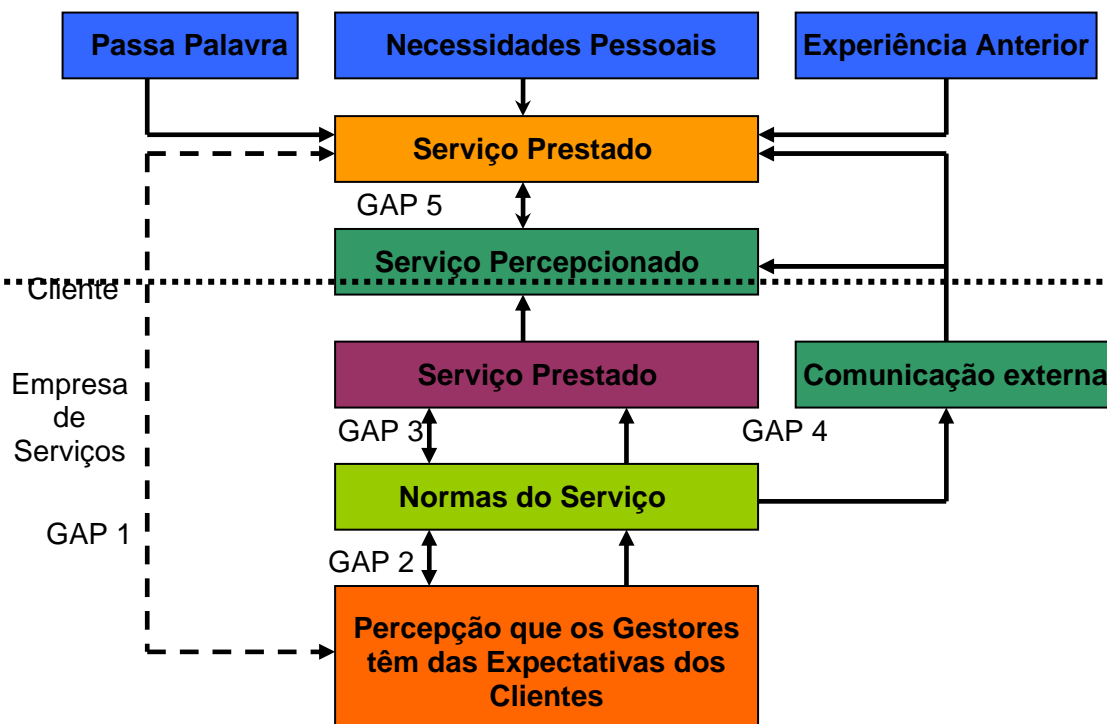 Passa Palavra
Necessidades Pessoais
Experiência Anterior
Serviço Prestado
GAP 5
Serviço Percepcionado
Cliente
Empresa
de
Serviços
Serviço Prestado
Comunicação externa
GAP 3
GAP 4
Normas do Serviço
GAP 1
GAP 2
Percepção que os Gestores
têm das Expectativas dos
Clientes